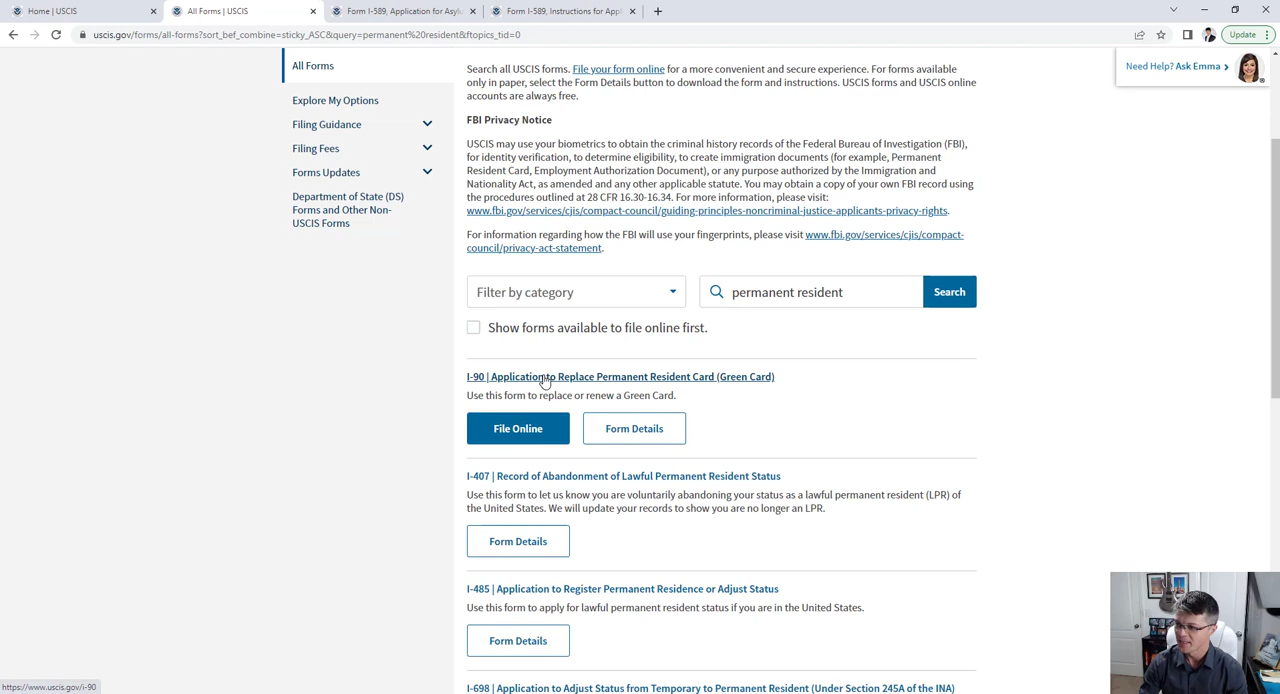 Home | USCIS
All Forms | USCIS
Form I-589, Application for Asylu
Form I-589, Instructions for Appl
uscis.gov/forms/all-forms?sort_bef_combine=sticky_ASC&query=permanent%20resident&ftopics_tid=0
Update
All Forms
Explore My Options
Filing Guidance
Filing Fees
Forms Updates
Department of State (DS)
Forms and Other Non-
USCIS Forms
Search all USCIS forms. File your form online for a more convenient and secure experience. For forms available
only in paper, select the Form Details button to download the form and instructions. USCIS forms and USCIS online
accounts are always free.
FBI Privacy Notice
USCIS may use your biometrics to obtain the criminal history records of the Federal Bureau of Investigation (FBI),
for identity verification, to determine eligibility, to create immigration documents (for example, Permanent
Resident Card, Employment Authorization Document), or any purpose authorized by the Immigration and
Nationality Act, as amended and any other applicable statute. You may obtain a copy of your own FBI record using
the procedures outlined at 28 CFR 16.30-16.34. For more information, please visit:
www.fbi.gov/services/cjis/compact-council/guiding-principles-noncriminal-justice-applicants-privacy-rights.
For information regarding how the FBI will use your fingerprints, please visit www.fbi.gov/services/cjis/compact-
council/privacy-act-statement.
Need Help? Ask Emma
Filter by category
permanent resident
Search
Show forms available to file online first.
I-90 | Application to Replace Permanent Resident Card (Green Card)
Use this form to replace or renew a Green Card.
File Online
Form Details
I-407 | Record of Abandonment of Lawful Permanent Resident Status
Use this form to let us know you are voluntarily abandoning your status as a lawful permanent resident (LPR) of
the United States. We will update your records to show you are no longer an LPR.
Form Details
I-485 | Application to Register Permanent Residence or Adjust Status
Use this form to apply for lawful permanent resident status if you are in the United States.
Form Details
I-698 | Application to Adjust Status from Temporary to Permanent Resident (Under Section 245A of the INA)
https://www.uscis.gov/i-90